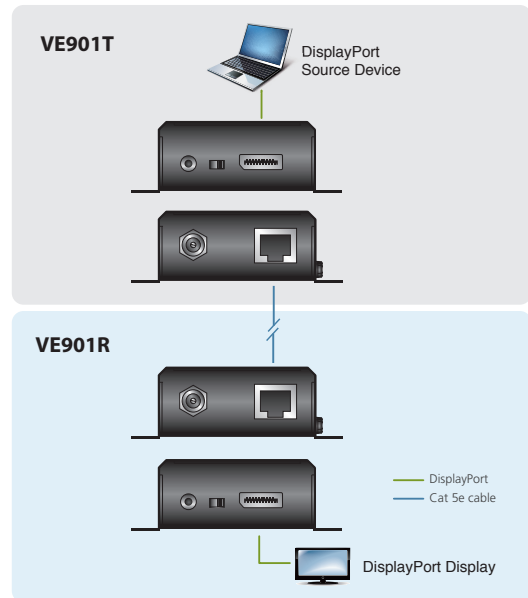 VE901T
DisplayPort
Source Device
VE901R
DisplayPort
Cat 5e cable
DisplayPort Display